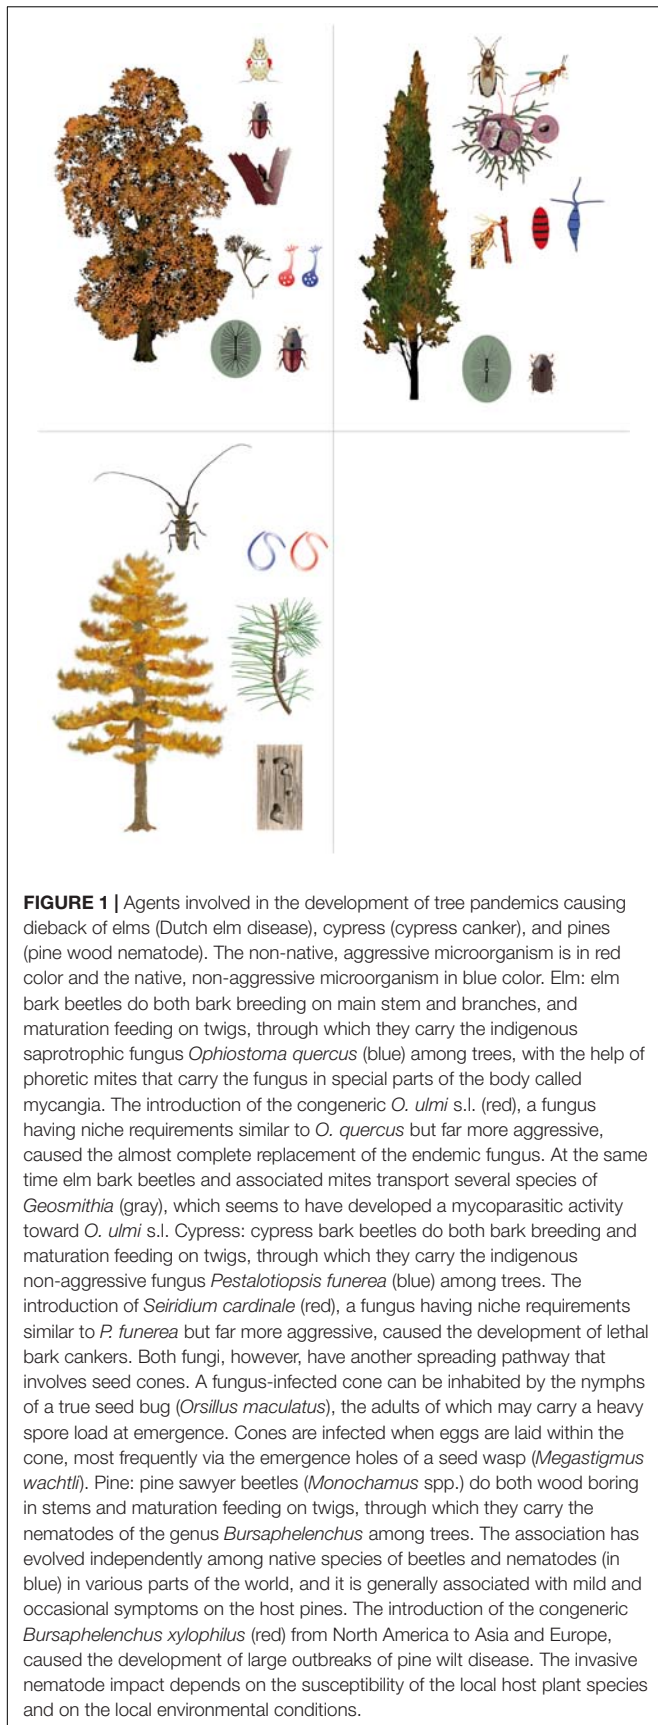 FIGURE 1 | Agents involved in the development of tree pandemics causing
dieback of elms (Dutch elm disease), cypress (cypress canker), and pines
(pine wood nematode). The non-native, aggressive microorganism is in red
color and the native, non-aggressive microorganism in blue color. Elm: elm
bark beetles do both bark breeding on main stem and branches, and
maturation feeding on twigs, through which they carry the indigenous
saprotrophic fungus Ophiostoma quercus (blue) among trees, with the help of
phoretic mites that carry the fungus in special parts of the body called
mycangia. The introduction of the congeneric O. ulmi s.l. (red), a fungus
having niche requirements similar to O. quercus but far more aggressive,
caused the almost complete replacement of the endemic fungus. At the same
time elm bark beetles and associated mites transport several species of
Geosmithia (gray), which seems to have developed a mycoparasitic activity
toward O. ulmi s.l. Cypress: cypress bark beetles do both bark breeding and
maturation feeding on twigs, through which they carry the indigenous
non-aggressive fungus Pestalotiopsis funerea (blue) among trees. The
introduction of Seiridium cardinale (red), a fungus having niche requirements
similar to P. funerea but far more aggressive, caused the development of lethal
bark cankers. Both fungi, however, have another spreading pathway that
involves seed cones. A fungus-infected cone can be inhabited by the nymphs
of a true seed bug (Orsillus maculatus), the adults of which may carry a heavy
spore load at emergence. Cones are infected when eggs are laid within the
cone, most frequently via the emergence holes of a seed wasp (Megastigmus
wachtli). Pine: pine sawyer beetles (Monochamus spp.) do both wood boring
in stems and maturation feeding on twigs, through which they carry the
nematodes of the genus Bursaphelenchus among trees. The association has
evolved independently among native species of beetles and nematodes (in
blue) in various parts of the world, and it is generally associated with mild and
occasional symptoms on the host pines. The introduction of the congeneric
Bursaphelenchus xylophilus (red) from North America to Asia and Europe,
caused the development of large outbreaks of pine wilt disease. The invasive
nematode impact depends on the susceptibility of the local host plant species
and on the local environmental conditions.